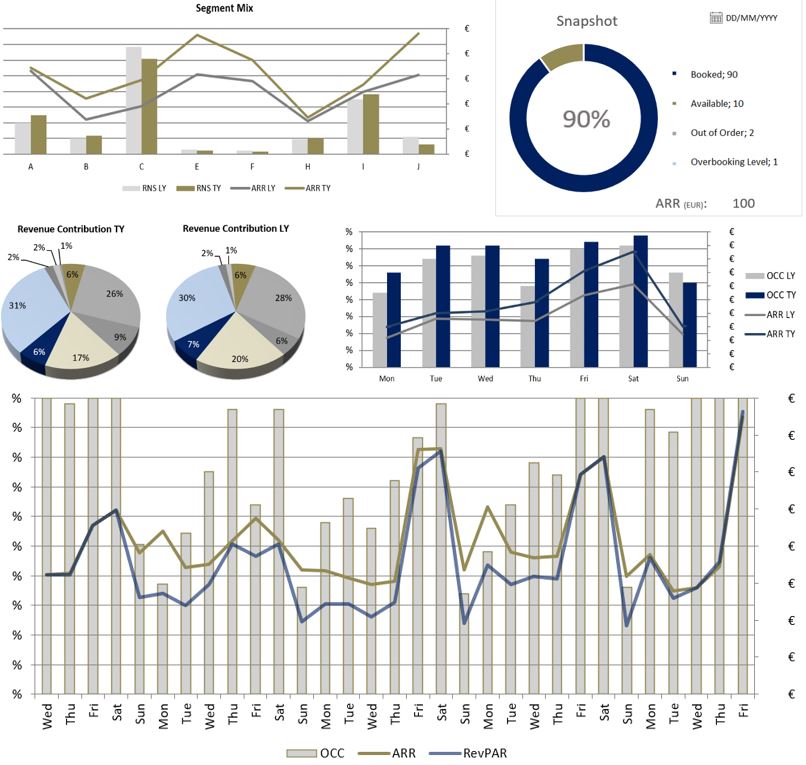 Segment Mix
€
€
€
€
€
€
A B C E F H I J
RNS LY RNS TY ARR LY ARR TY
Snapshot
DD/MM/YYYY
90%
Booked; 90
Available; 10
Out of Order; 2
Overbooking Level; 1
ARR (EUR): 100
Revenue Contribution TY
2%
2%
1%
6%
26%
9%
17%
6%
31%
Revenue Contribution LY
2%
1%
6%
28%
6%
20%
7%
30%
% €
% €
% €
% €
% €
% €
% €
% €
% €
€
€
Mon Tue Wed Thu Fri Sat Sun
OCC LY
OCC TY
ARR LY
ARR TY
% €
% €
% €
% €
% €
% €
% €
% €
% €
%
%
Wed Thu Fri Sat Sun Mon Tue Wed Thu Fri Sat Sun Mon Tue Wed Thu Fri Sat Sun Mon Tue Wed Thu Fri Sat Sun Mon Tue Wed Thu Fri
OCC ARR RevPAR